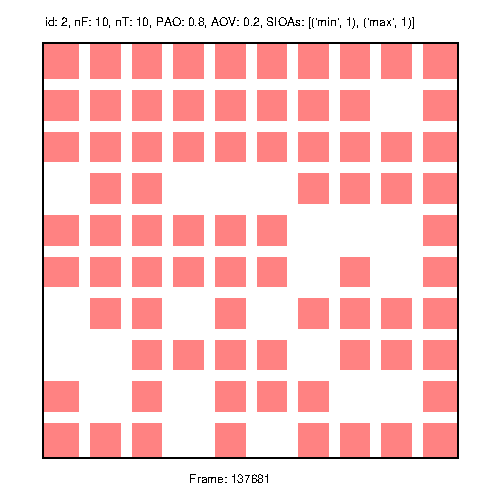 id: 2, nF: 10, nT: 10, PAO: 0.8, AOV: 0.2, SIOAs: [('min', 1), ('max', 1)]
Frame: 137681